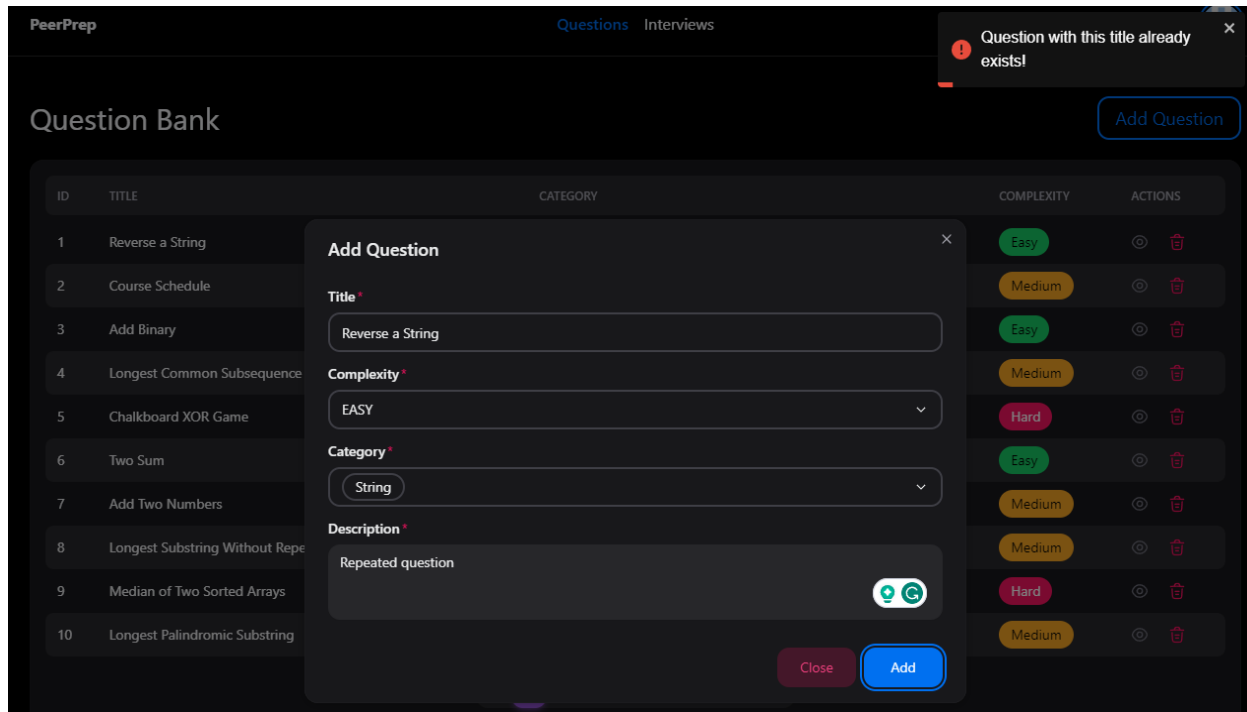 PeerPrep
Questions Interviews
Question with this title already
exists!
Question Bank
Add Question
ID TITLE CATEGORY COMPLEXITY ACTIONS
1 Reverse a String Easy
2 Course Schedule Medium
3 Add Binary Easy
4 Longest Common Subsequence Medium
5 Chalkboard XOR Game Hard
6 Two Sum Easy
7 Add Two Numbers Medium
8 Longest Substring Without Repe Medium
9 Median of Two Sorted Arrays Hard
10 Longest Palindromic Substring Medium
Add Question
Title*
Reverse a String
Complexity*
EASY
Category*
String
Description*
Repeated question
Close Add